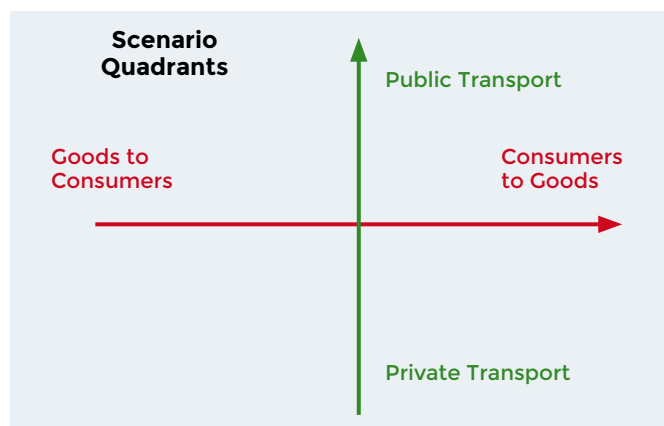 Scenario
Quadrants
Public Transport
Goods to
Consumers
Consumers
to Goods
Private Transport